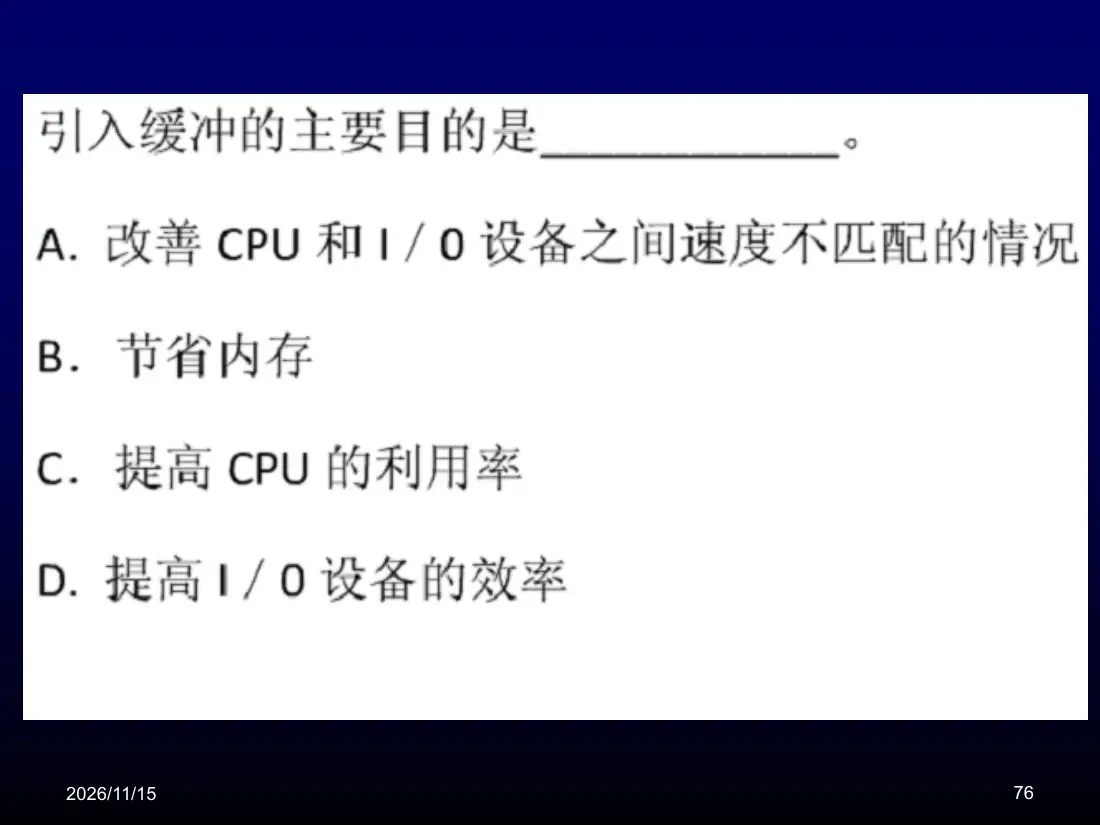 引入缓冲的主要目的是____________。
A. 改善 CPU 和 I／0 设备之间速度不匹配的情况
B. 节省内存
C. 提高 CPU 的利用率
D. 提高 I／0 设备的效率
2026/11/15
76